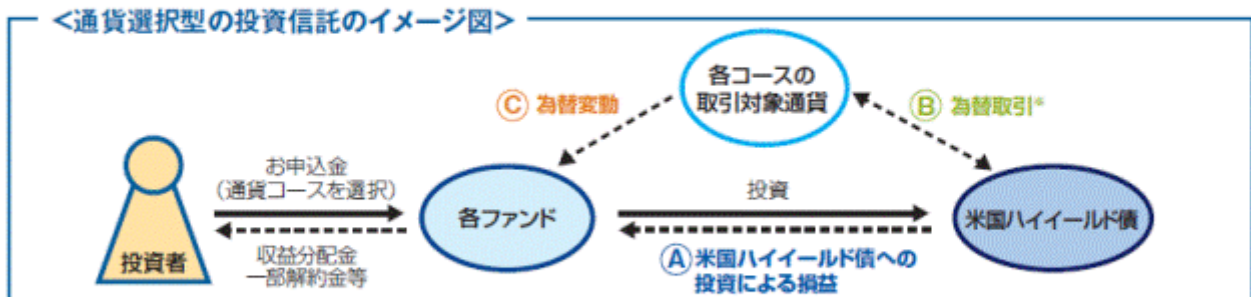 <通貨選択型の投資信託のイメージ図>
各コースの
取引対象通貨
Ⓒ 為替変動
Ⓑ 為替取引※
お申込金
(通貨コースを選択)
投資
投資者
各ファンド
米国ハイイールド債
収益分配金
一部解約金等
Ⓐ 米国ハイイールド債への
投資による損益